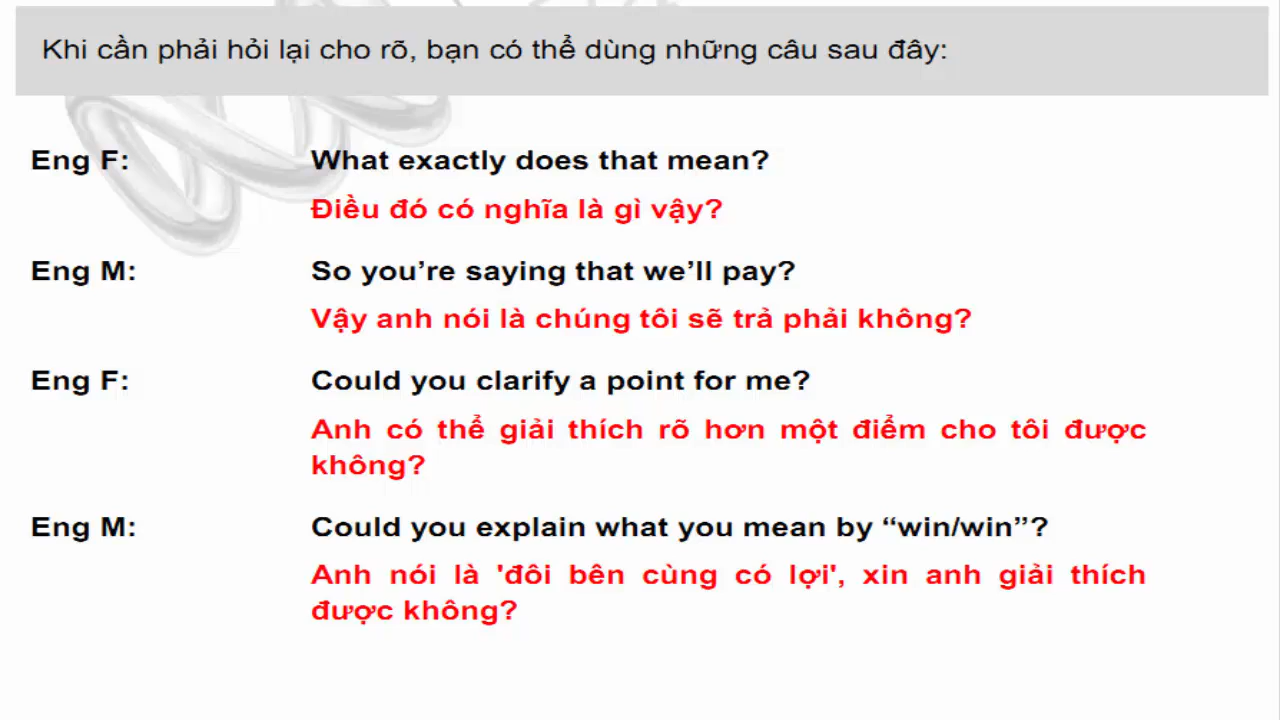 Khi cần phải hỏi lại cho rõ, bạn có thể dùng những câu sau đây:
Eng F: What exactly does that mean?
Điều đó có nghĩa là gì vậy?
Eng M: So you’re saying that we’ll pay?
Vậy anh nói là chúng tôi sẽ trả phải không?
Eng F: Could you clarify a point for me?
Anh có thể giải thích rõ hơn một điểm cho tôi được
không?
Eng M: Could you explain what you mean by “win/win”?
Anh nói là 'đôi bên cùng có lợi', xin anh giải thích
được không?